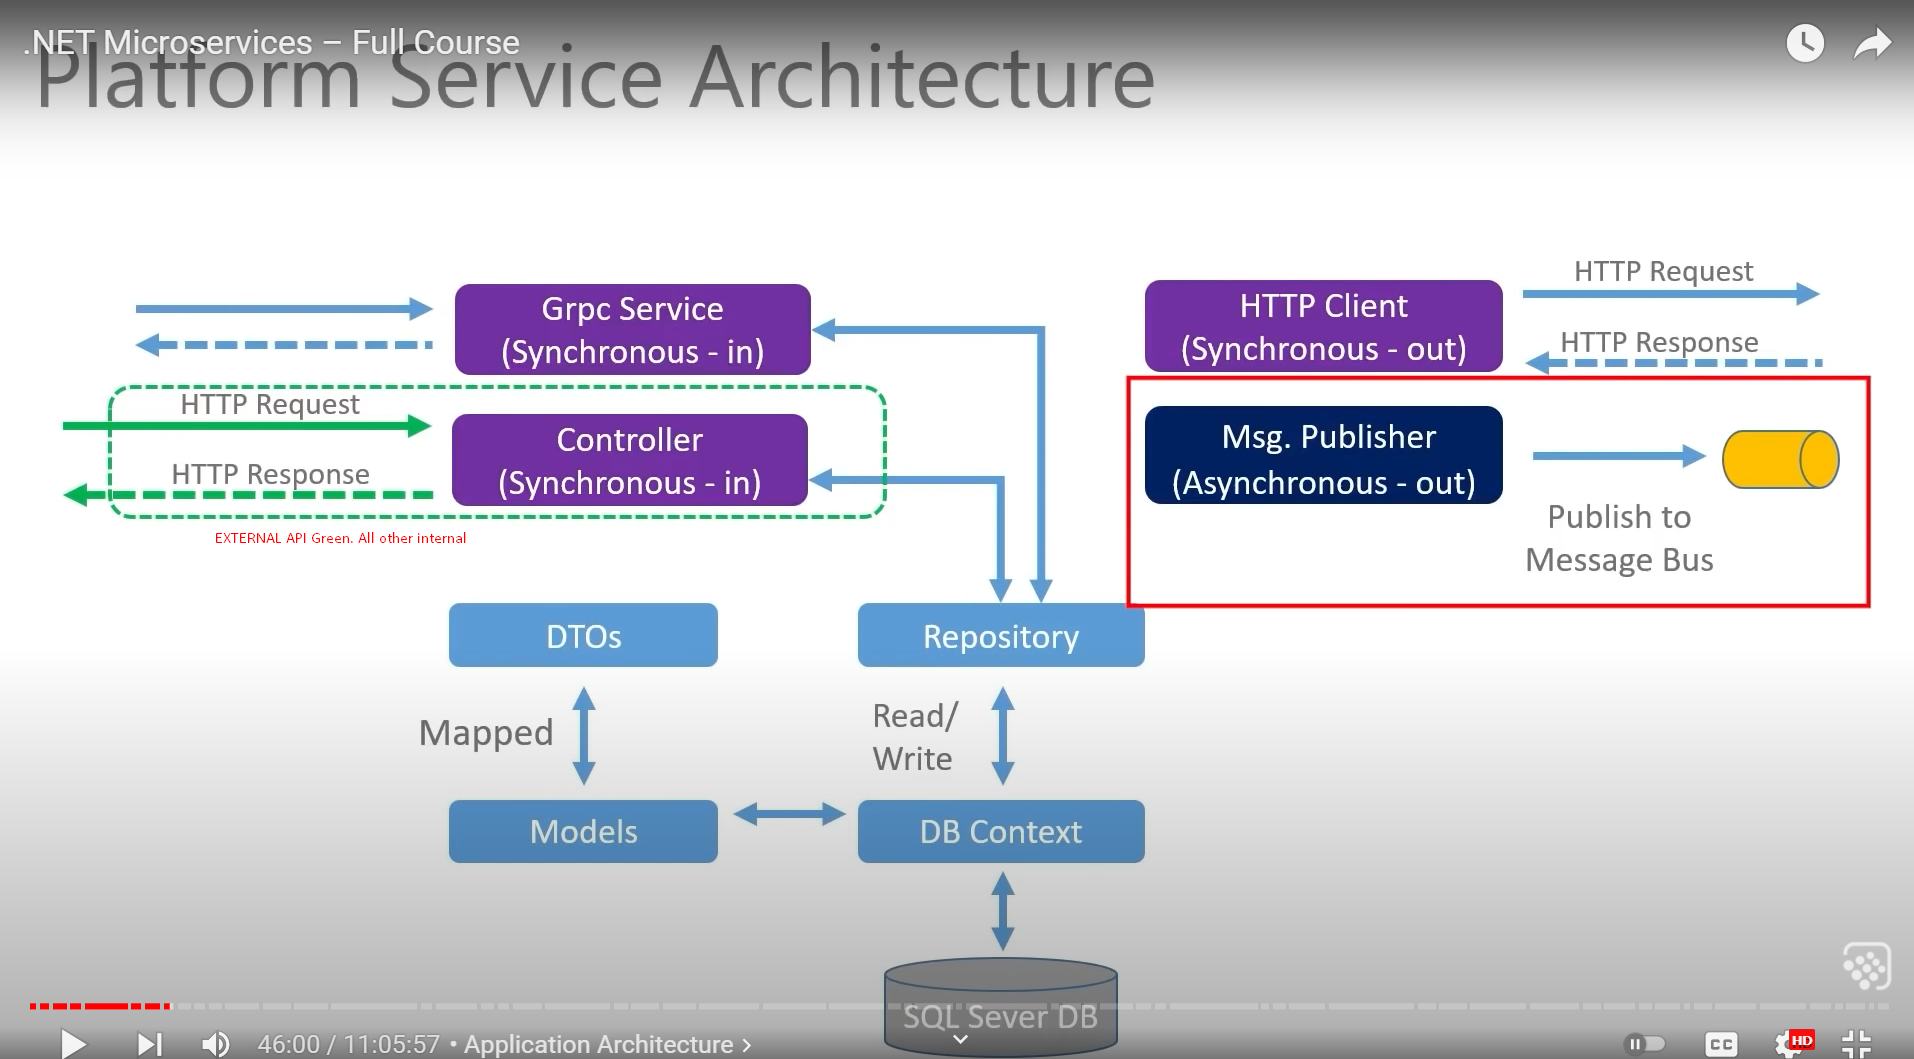 .NET Microservices – Full Course
Platform Service Architecture
HTTP Request
HTTP Response
Grpc Service
(Synchronous - in)
HTTP Client
(Synchronous - out)
HTTP Request
HTTP Response
Controller
(Synchronous - in)
Msg. Publisher
(Asynchronous - out)
Publish to
Message Bus
EXTERNAL API Green. All other internal
DTOs
Repository
Mapped
Read/
Write
Models
DB Context
SQL Sever DB
46:00 / 11:05:57 • Application Architecture
CC
HD